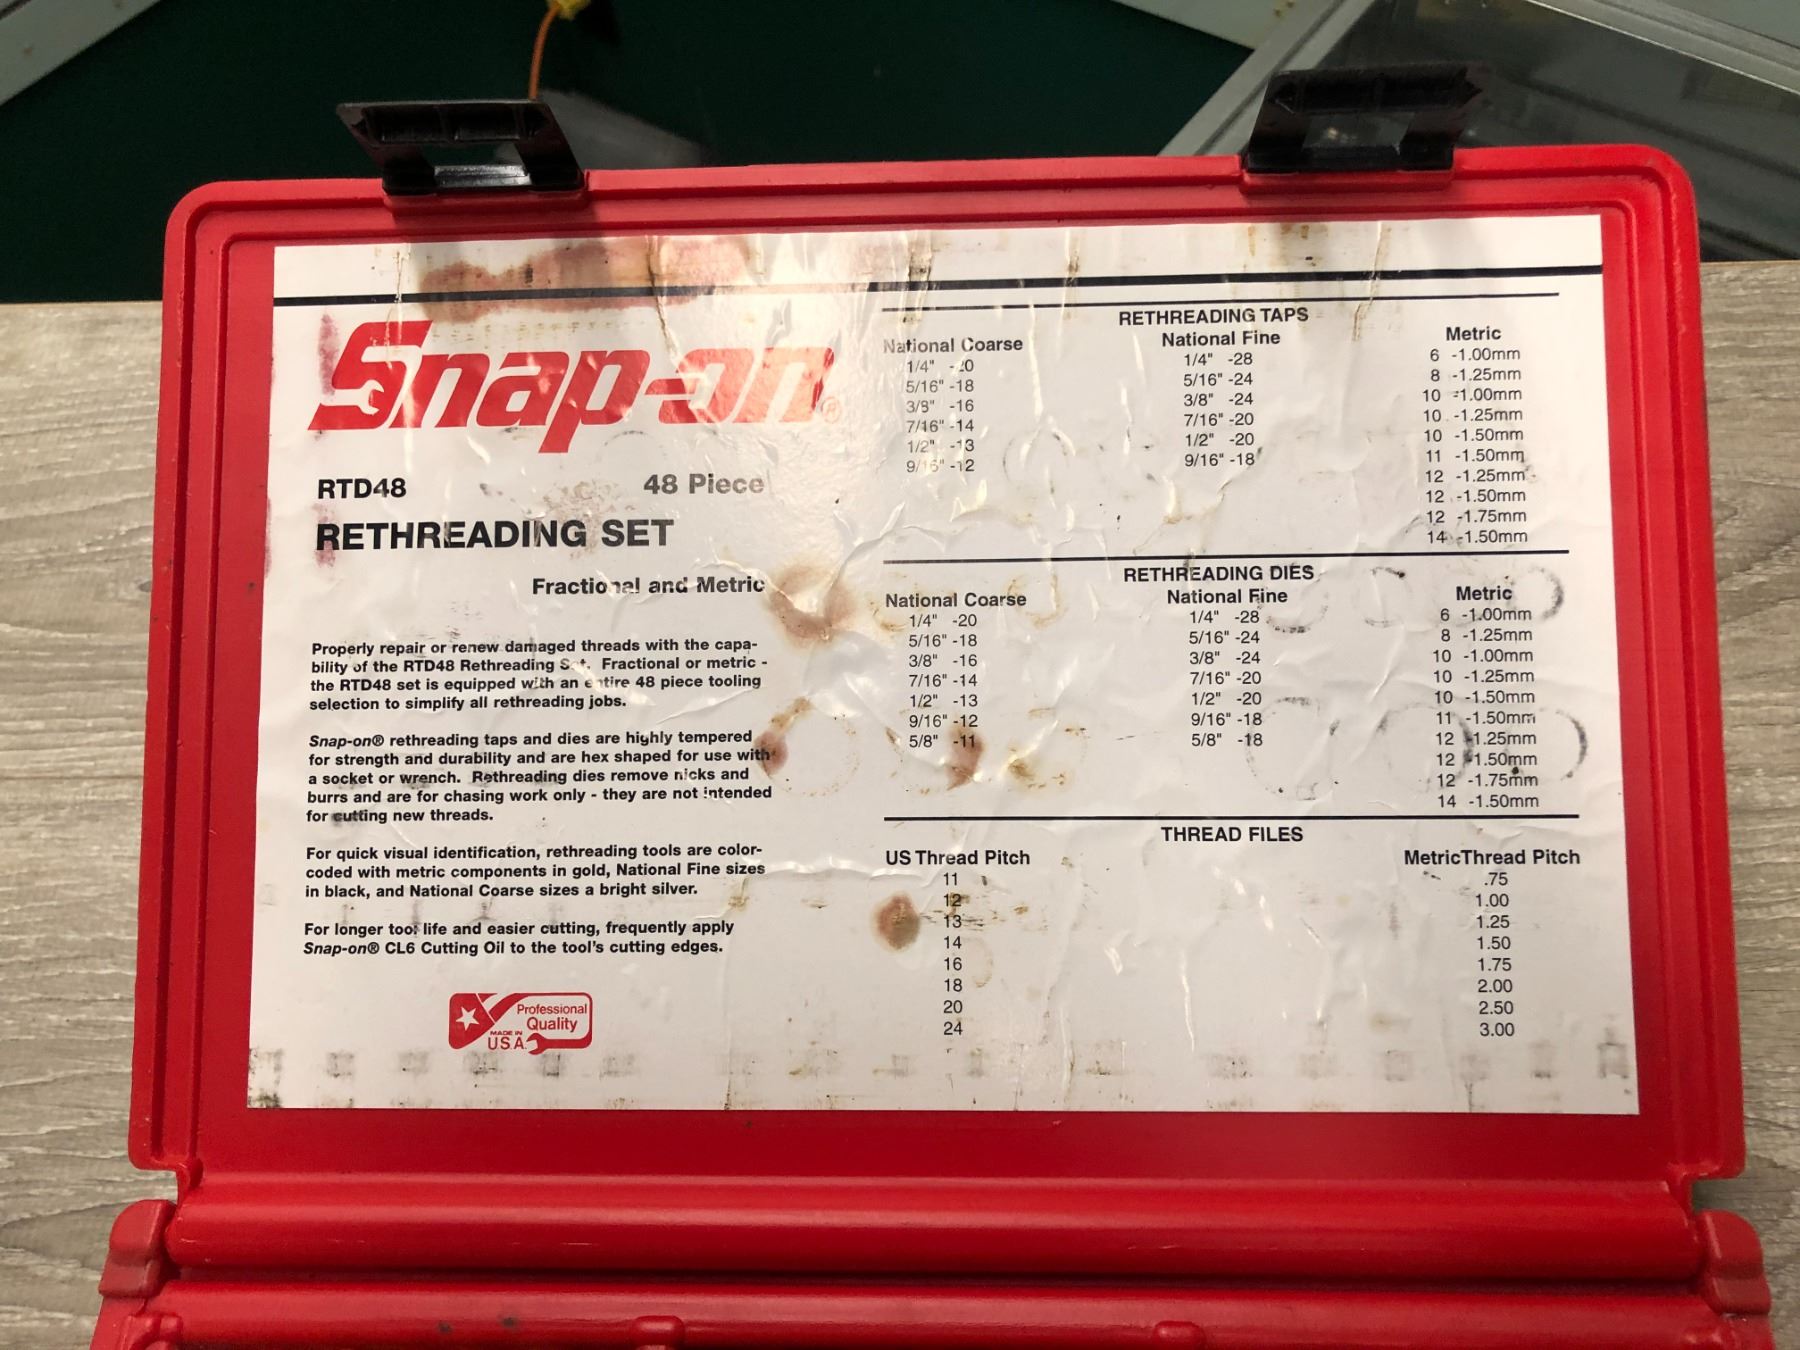 Snap-on®
RTD48 48 Piece
RETHREADING SET
Fractional and Metric
Properly repair or renew damaged threads with the capa-
bility of the RTD48 Rethreading Set. Fractional or metric -
the RTD48 set is equipped with an entire 48 piece tooling
selection to simplify all rethreading jobs.
Snap-on® rethreading taps and dies are highly tempered
for strength and durability and are hex shaped for use with
a socket or wrench. Rethreading dies remove nicks and
burrs and are for chasing work only - they are not intended
for cutting new threads.
For quick visual identification, rethreading tools are color-
coded with metric components in gold, National Fine sizes
in black, and National Coarse sizes a bright silver.
For longer tool life and easier cutting, frequently apply
Snap-on® CL6 Cutting Oil to the tool's cutting edges.
Professional
Quality
MADE IN
U.S.A.
RETHREADING TAPS
National Coarse
1/4" -20
5/16" -18
3/8" -16
7/16" -14
1/2" -13
9/16" -12
National Fine
1/4" -28
5/16" -24
3/8" -24
7/16" -20
1/2" -20
9/16" -18
Metric
6 -1.00mm
8 -1.25mm
10 -1.00mm
10 -1.25mm
10 -1.50mm
11 -1.50mm
12 -1.25mm
12 -1.50mm
12 -1.75mm
14 -1.50mm
RETHREADING DIES
National Coarse
1/4" -20
5/16" -18
3/8" -16
7/16" -14
1/2" -13
9/16" -12
5/8" -11
National Fine
1/4" -28
5/16" -24
3/8" -24
7/16" -20
1/2" -20
9/16" -18
5/8" -18
Metric
6 -1.00mm
8 -1.25mm
10 -1.00mm
10 -1.25mm
10 -1.50mm
11 -1.50mm
12 -1.25mm
12 -1.50mm
12 -1.75mm
14 -1.50mm
THREAD FILES
US Thread Pitch
11
12
13
14
16
18
20
24
Metric Thread Pitch
.75
1.00
1.25
1.50
1.75
2.00
2.50
3.00